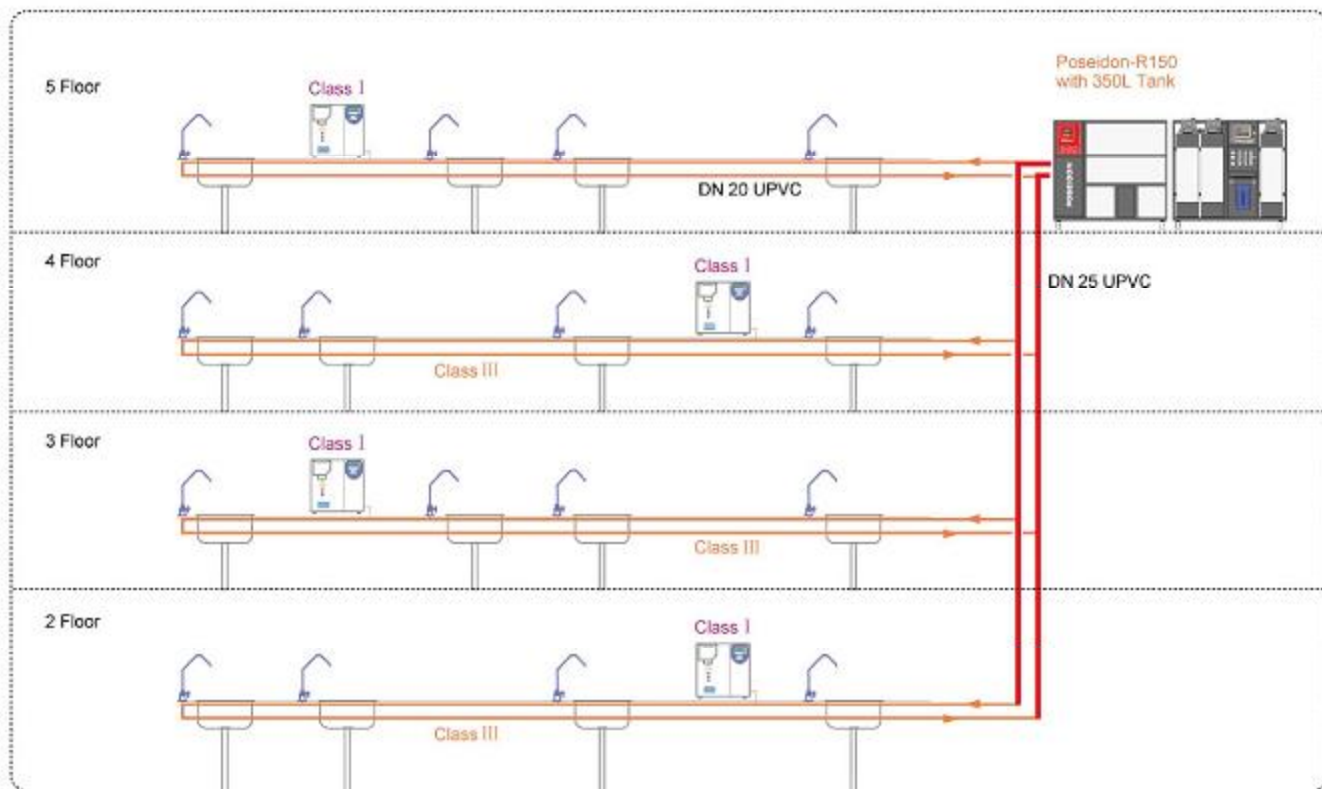 Poseidon-R150
with 350L Tank
5 Floor
Class Ⅰ
DN 20 UPVC
4 Floor
Class Ⅰ
DN 25 UPVC
Class Ⅲ
3 Floor
Class Ⅰ
Class Ⅲ
2 Floor
Class Ⅰ
Class Ⅲ